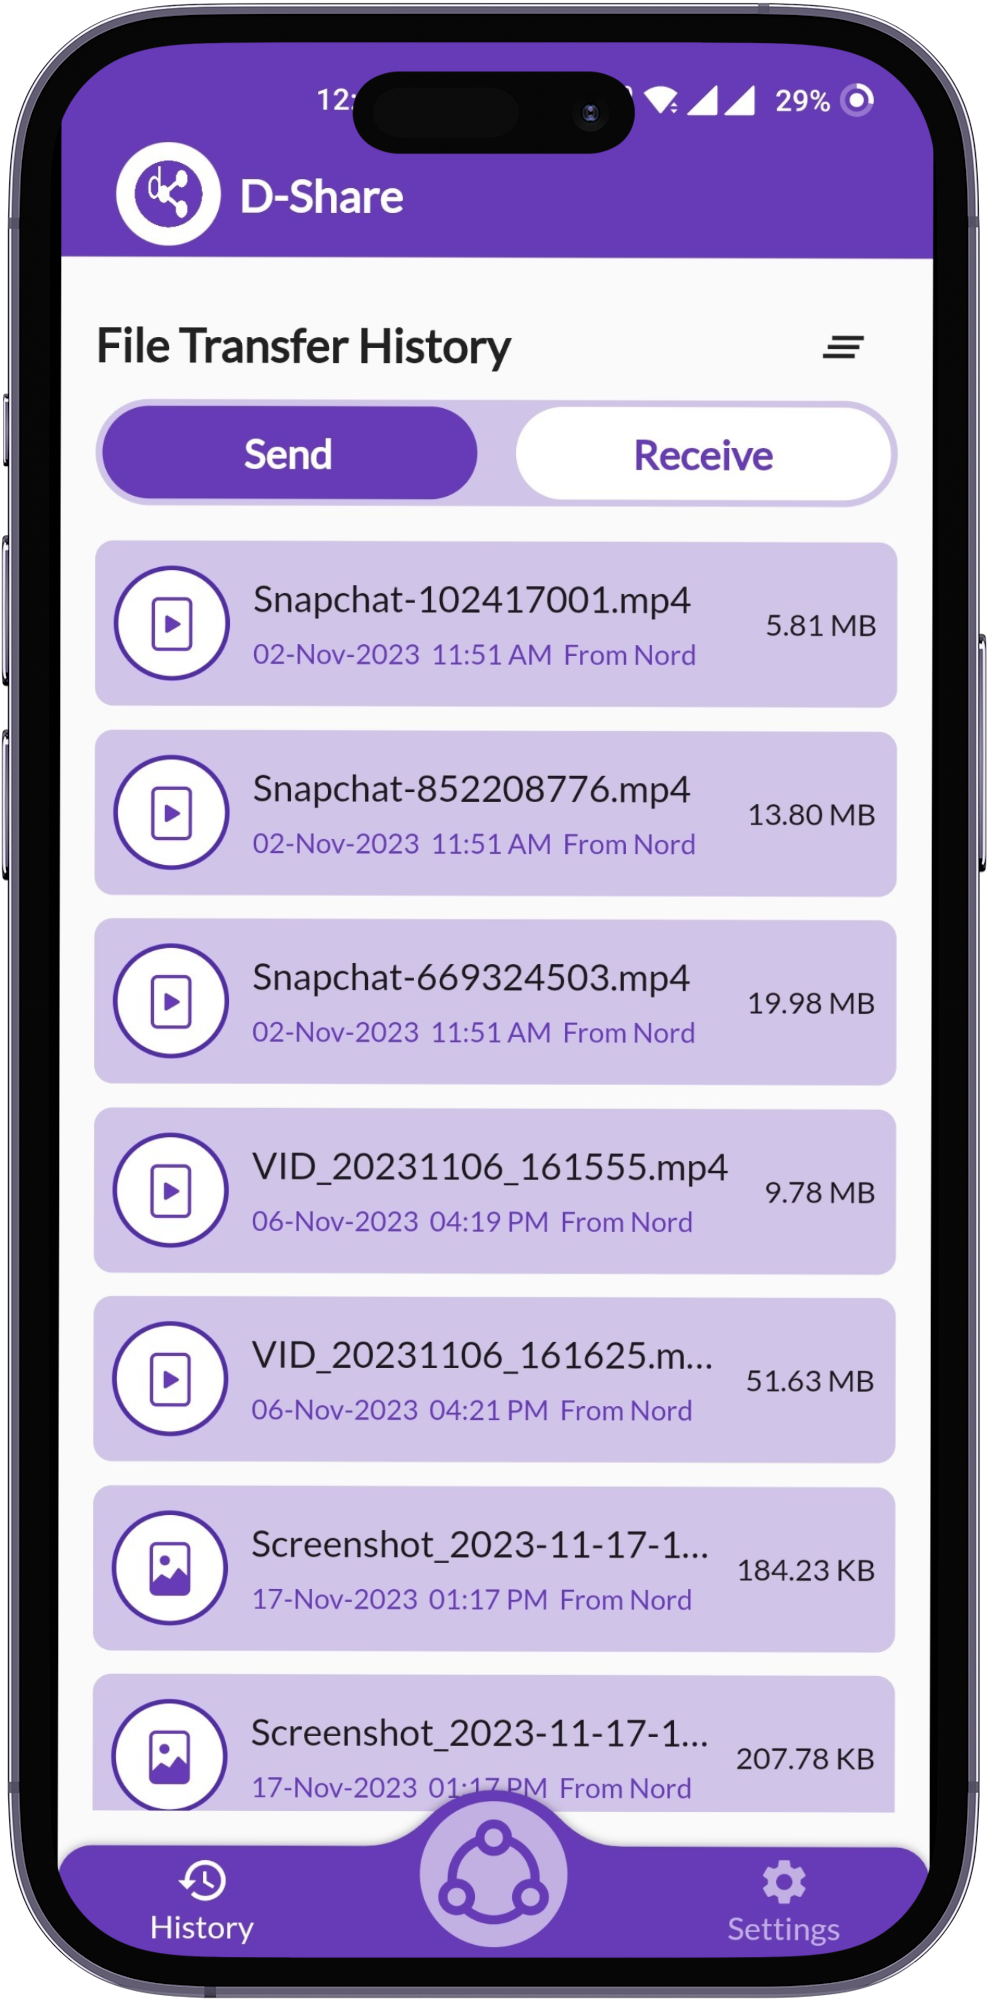 12:
29%
d
D-Share
File Transfer History
Send
Receive
Snapchat-102417001.mp4
02-Nov-2023 11:51 AM From Nord
5.81 MB
Snapchat-852208776.mp4
02-Nov-2023 11:51 AM From Nord
13.80 MB
Snapchat-669324503.mp4
02-Nov-2023 11:51 AM From Nord
19.98 MB
VID_20231106_161555.mp4
06-Nov-2023 04:19 PM From Nord
9.78 MB
VID_20231106_161625.m...
06-Nov-2023 04:21 PM From Nord
51.63 MB
Screenshot_2023-11-17-1...
17-Nov-2023 01:17 PM From Nord
184.23 KB
Screenshot_2023-11-17-1...
17-Nov-2023 01:17 PM From Nord
207.78 KB
History
Settings